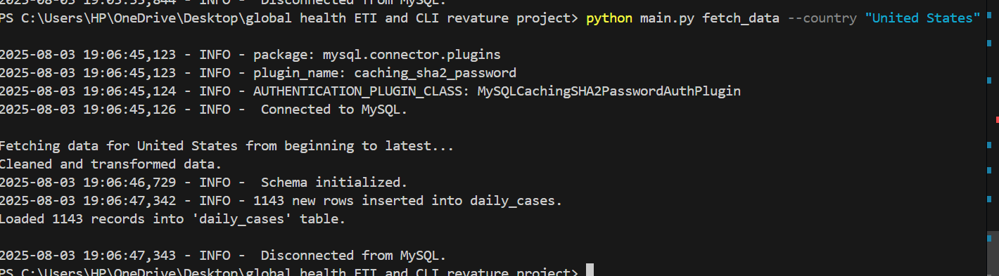 2025-08-03 19:05:55,844 - INFO - Disconnected from MySQL.
PS C:\Users\HP\OneDrive\Desktop\global health ETI and CLI revature project> python main.py fetch_data --country "United States"
2025-08-03 19:06:45,123 - INFO - package: mysql.connector.plugins
2025-08-03 19:06:45,123 - INFO - plugin_name: caching_sha2_password
2025-08-03 19:06:45,124 - INFO - AUTHENTICATION_PLUGIN_CLASS: MySQLCachingSHA2PasswordAuthPlugin
2025-08-03 19:06:45,126 - INFO -  Connected to MySQL.
Fetching data for United States from beginning to latest...
Cleaned and transformed data.
2025-08-03 19:06:46,729 - INFO -  Schema initialized.
2025-08-03 19:06:47,342 - INFO - 1143 new rows inserted into daily_cases.
Loaded 1143 records into 'daily_cases' table.
2025-08-03 19:06:47,343 - INFO -  Disconnected from MySQL.
PS C:\Users\HP\OneDrive\Desktop\global health ETI and CLI revature project>